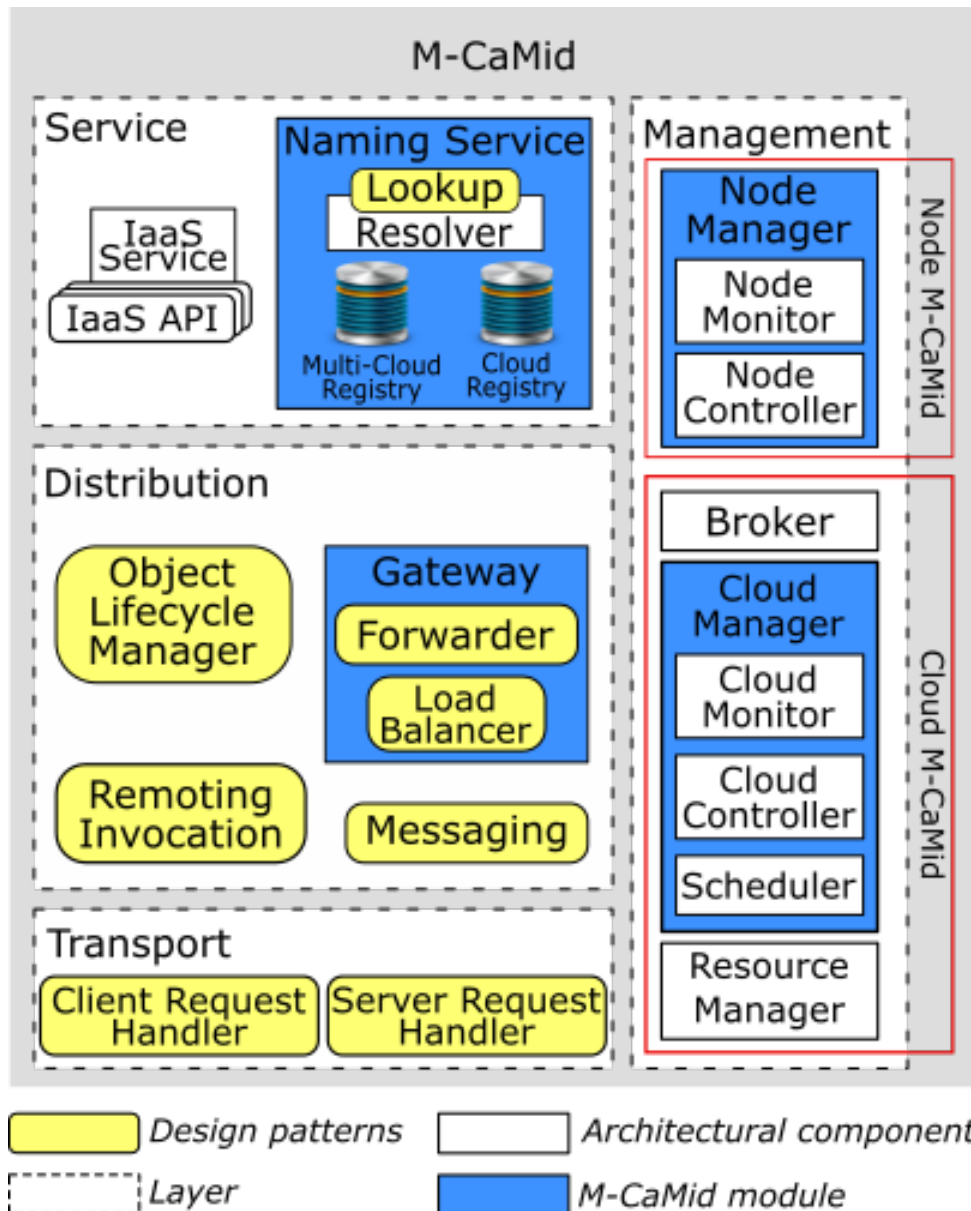 M-CaMid
Service
Naming Service
Lookup
Resolver
IaaS
Service
IaaS API
Multi-Cloud
Registry
Cloud
Registry
Management
Node
Manager
Node
Monitor
Node
Controller
Node M-CaMid
Distribution
Object
Lifecycle
Manager
Gateway
Forwarder
Load
Balancer
Remoting
Invocation
Messaging
Broker
Cloud
Manager
Cloud
Monitor
Cloud
Controller
Scheduler
Resource
Manager
Cloud M-CaMid
Transport
Client Request
Handler
Server Request
Handler
Design patterns
Architectural component
Layer
M-CaMid module